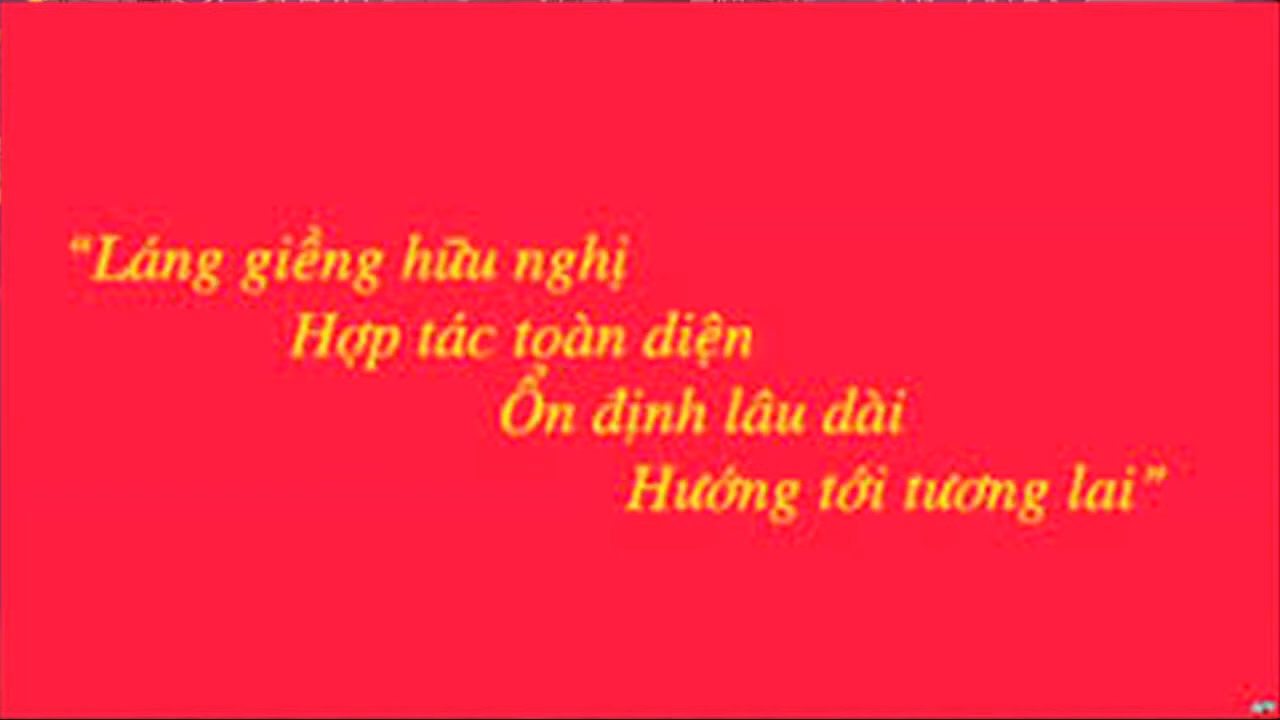 “Láng giềng hữu nghị
Hợp tác toàn diện
Ổn định lâu dài
Hướng tới tương lai”